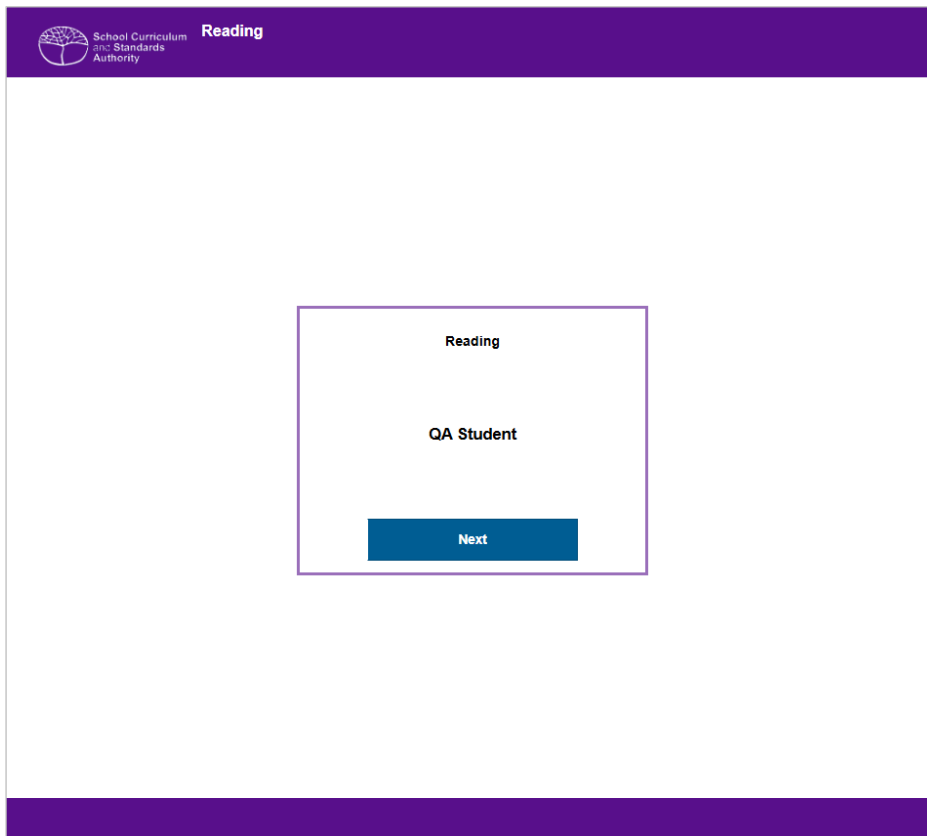 School Curriculum
and Standards
Authority
Reading
Reading
QA Student
Next